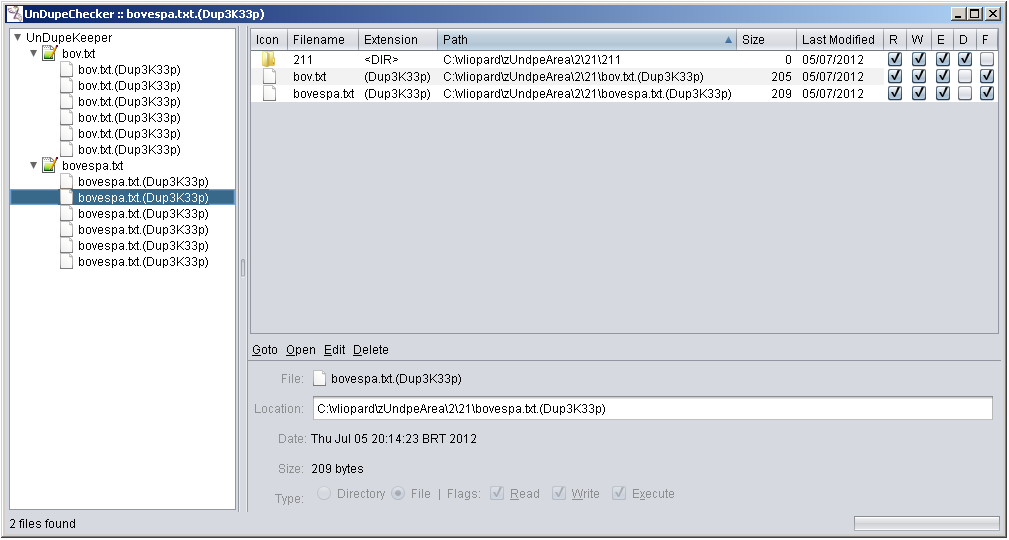 UnDupeChecker :: bovespa.txt.(Dup3K33p)
UnDupeKeeper
bov.txt
bov.txt.(Dup3K33p)
bov.txt.(Dup3K33p)
bov.txt.(Dup3K33p)
bov.txt.(Dup3K33p)
bov.txt.(Dup3K33p)
bov.txt.(Dup3K33p)
bovespa.txt
bovespa.txt.(Dup3K33p)
bovespa.txt.(Dup3K33p)
bovespa.txt.(Dup3K33p)
bovespa.txt.(Dup3K33p)
bovespa.txt.(Dup3K33p)
bovespa.txt.(Dup3K33p)
Icon Filename Extension Path Size Last Modified R W E D F
211 <DIR> C:\vliopard\zUndpeArea\2\21\211 0 05/07/2012
bov.txt (Dup3K33p) C:\vliopard\zUndpeArea\2\21\bov.txt.(Dup3K33p) 205 05/07/2012
bovespa.txt (Dup3K33p) C:\vliopard\zUndpeArea\2\21\bovespa.txt.(Dup3K33p) 209 05/07/2012
Goto Open Edit Delete
File: bovespa.txt.(Dup3K33p)
Location: C:\vliopard\zUndpeArea\2\21\bovespa.txt.(Dup3K33p)
Date: Thu Jul 05 20:14:23 BRT 2012
Size: 209 bytes
Type: Directory File | Flags: Read Write Execute
2 files found